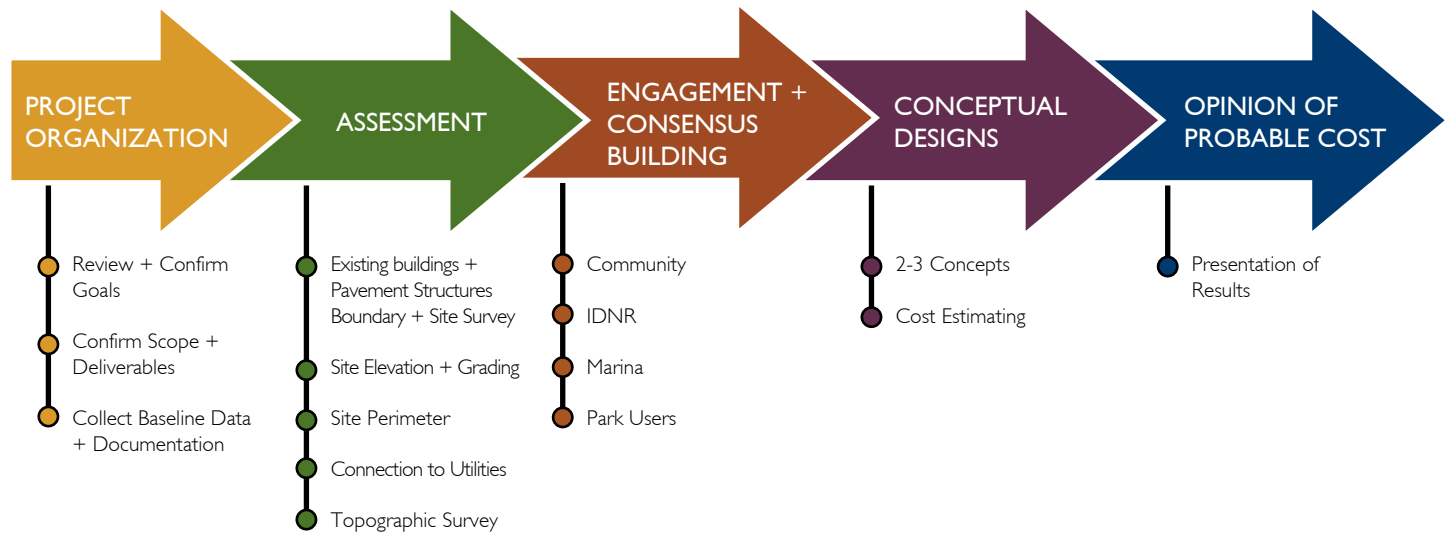 PROJECT
ORGANIZATION
ASSESSMENT
ENGAGEMENT +
CONSENSUS
BUILDING
CONCEPTUAL
DESIGNS
OPINION OF
PROBABLE COST
Review + Confirm
Goals
Confirm Scope +
Deliverables
Collect Baseline Data
+ Documentation
Existing buildings +
Pavement Structures
Boundary + Site Survey
Site Elevation + Grading
Site Perimeter
Connection to Utilities
Topographic Survey
Community
IDNR
Marina
Park Users
2-3 Concepts
Cost Estimating
Presentation of
Results